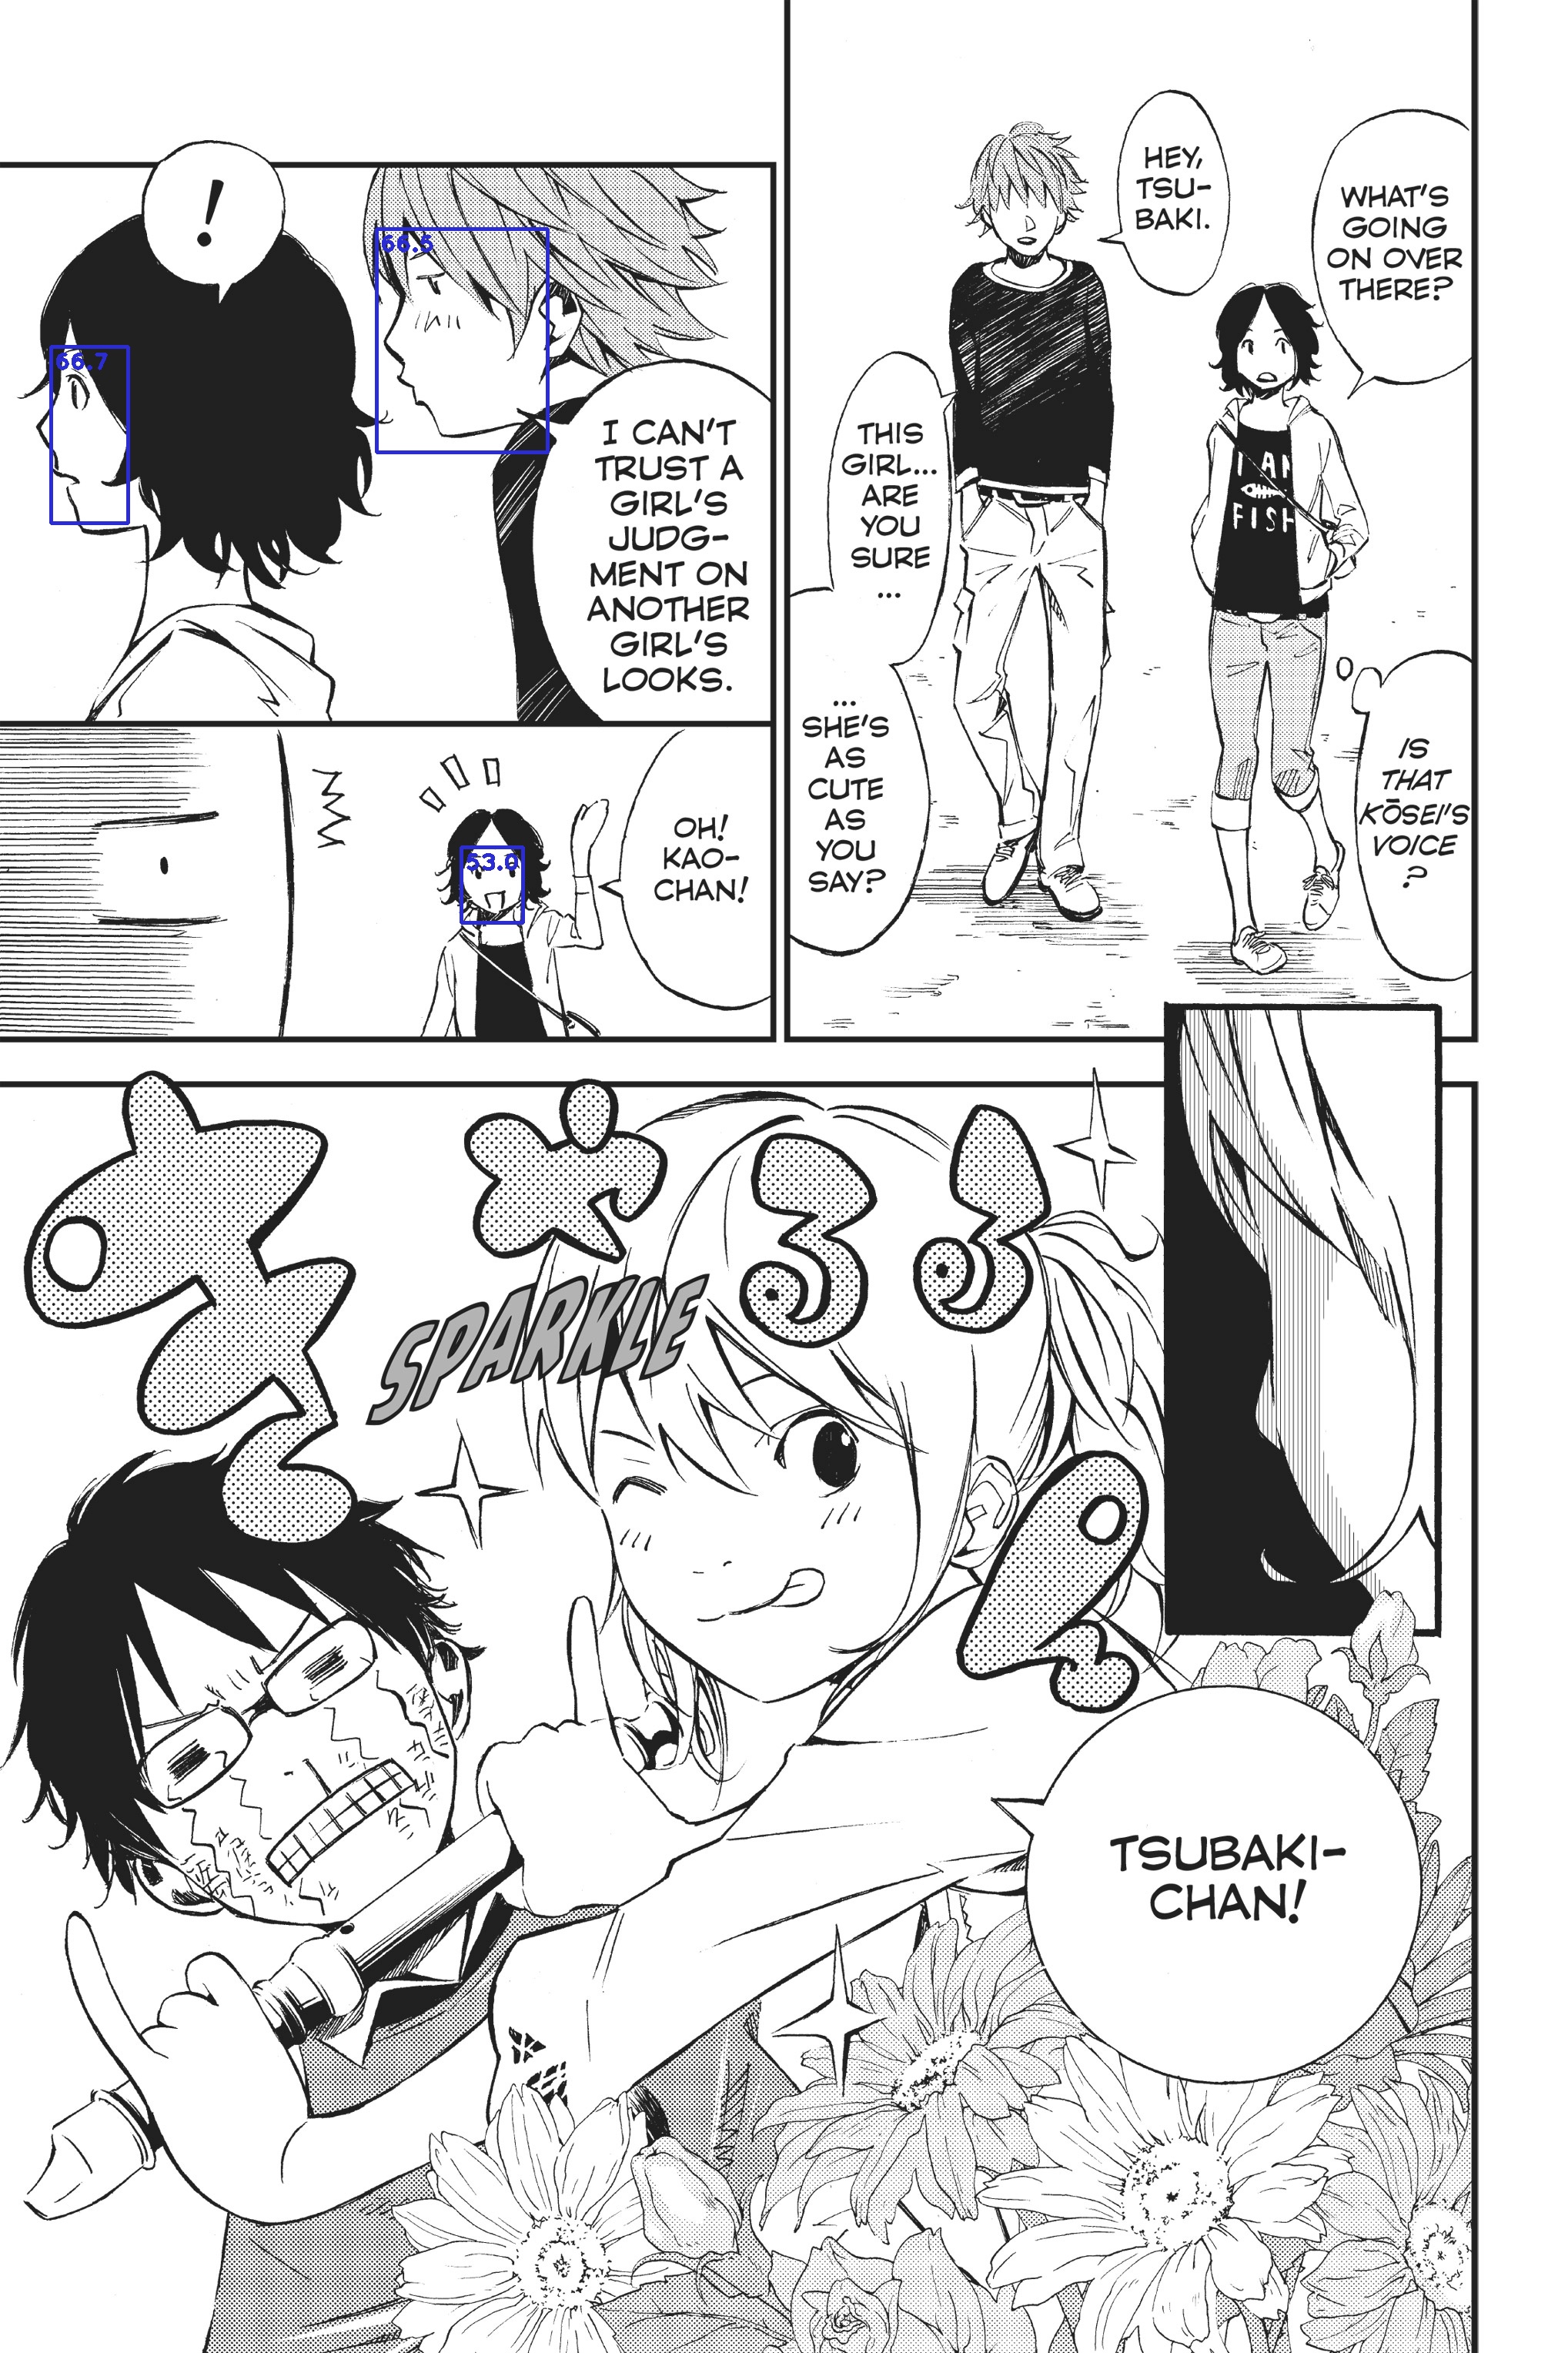 WHAT'S
GOING
ON OVER
THERE?
HEY,
TSU-
BAKI.
THIS
GIRL...
ARE
YOU
SURE
...
...
SHE'S
AS
CUTE
AS
YOU
SAY?
I AM
FISH
IS
THAT
KŌSEI'S
VOICE
?
!
66.5
66.7
I CAN'T
TRUST A
GIRL'S
JUDG-
MENT ON
ANOTHER
GIRL'S
LOOKS.
OH!
KAO-
CHAN!
53.0
SPARKLE
TSUBAKI-
CHAN!